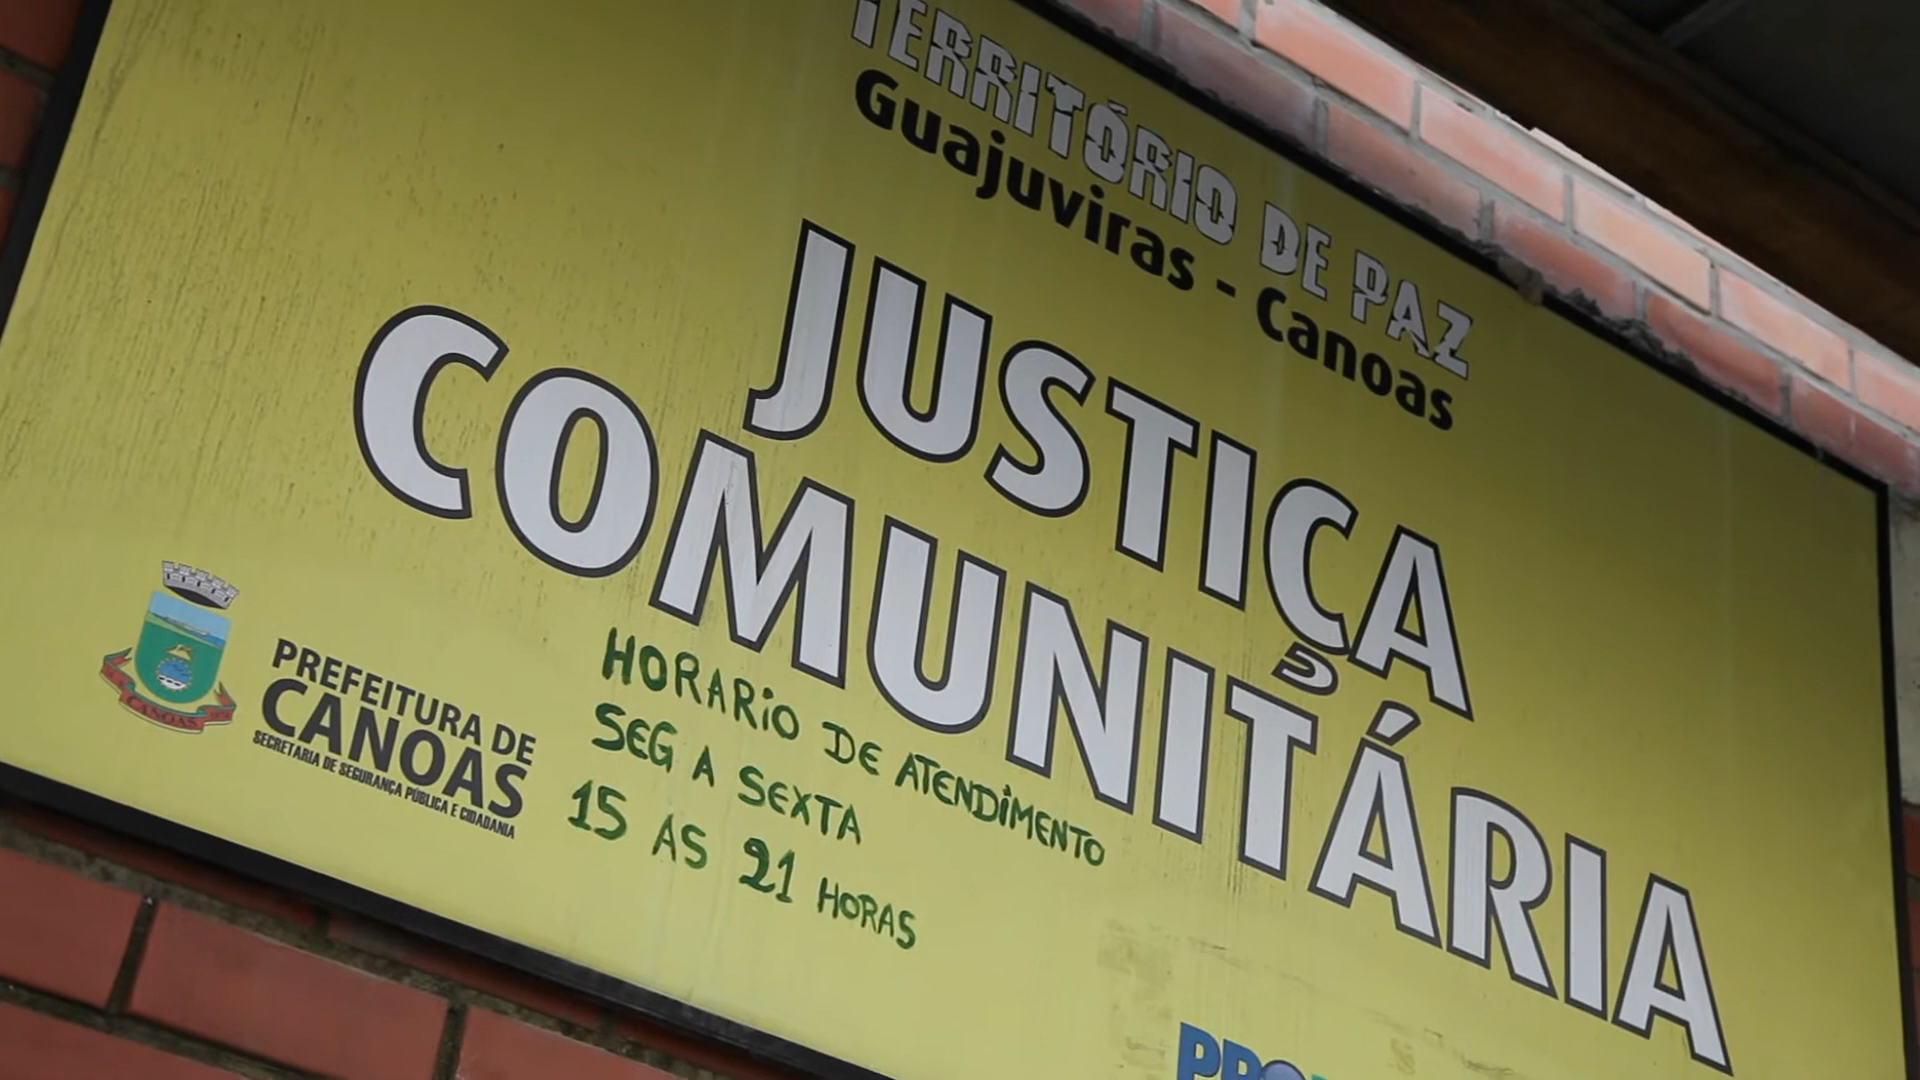 TERRITÓRIO DE PAZ
Guajuviras - Canoas
JUSTIÇA
COMUNITÁRIA
PREFEITURA DE
CANOAS
SECRETARIA DE SEGURANÇA PÚBLICA E CIDADANIA
CANOAS
HORARiO DE ATENDiMENTO
SEG A SEXTA
15 AS 21 HORAS